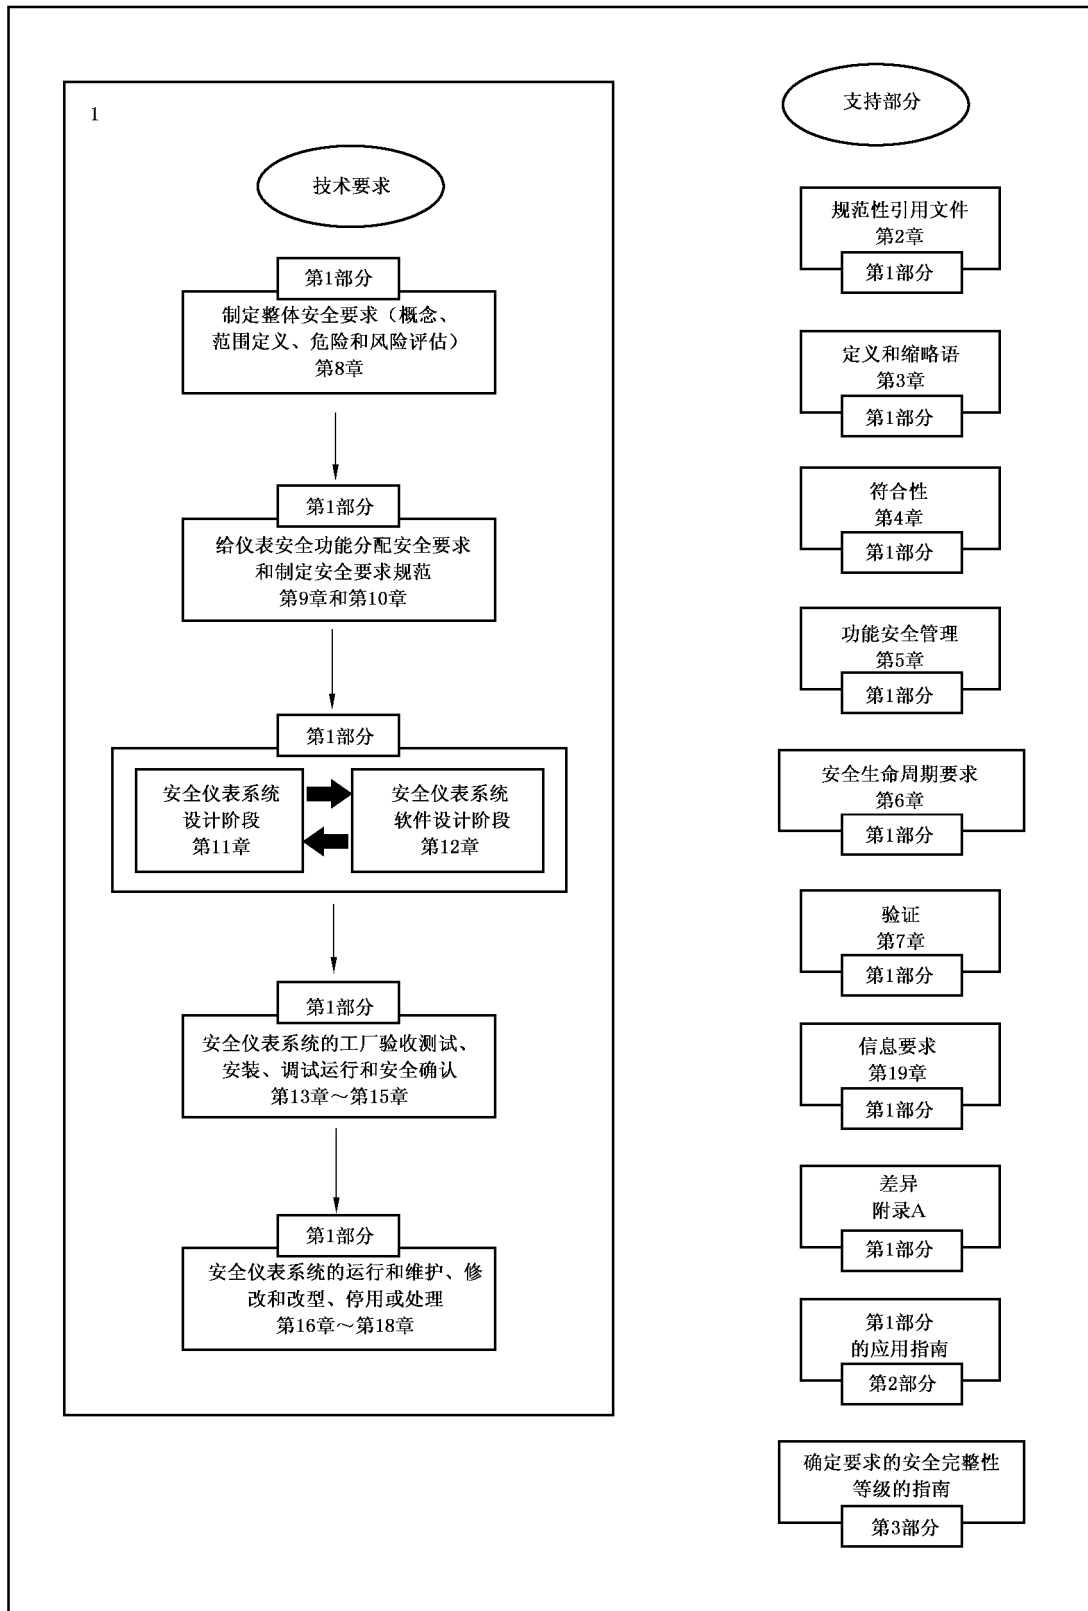 1
技术要求
第1部分
制定整体安全要求（概念、
范围定义、危险和风险评估）
第8章
第1部分
给仪表安全功能分配安全要求
和制定安全要求规范
第9章和第10章
第1部分
安全仪表系统
设计阶段
第11章
安全仪表系统
软件设计阶段
第12章
第1部分
安全仪表系统的工厂验收测试、
安装、调试运行和安全确认
第13章～第15章
第1部分
安全仪表系统的运行和维护、修
改和改型、停用或处理
第16章～第18章
支持部分
规范性引用文件
第2章
第1部分
定义和缩略语
第3章
第1部分
符合性
第4章
第1部分
功能安全管理
第5章
第1部分
安全生命周期要求
第6章
第1部分
验证
第7章
第1部分
信息要求
第19章
第1部分
差异
附录A
第1部分
第1部分
的应用指南
第2部分
确定要求的安全完整性
等级的指南
第3部分